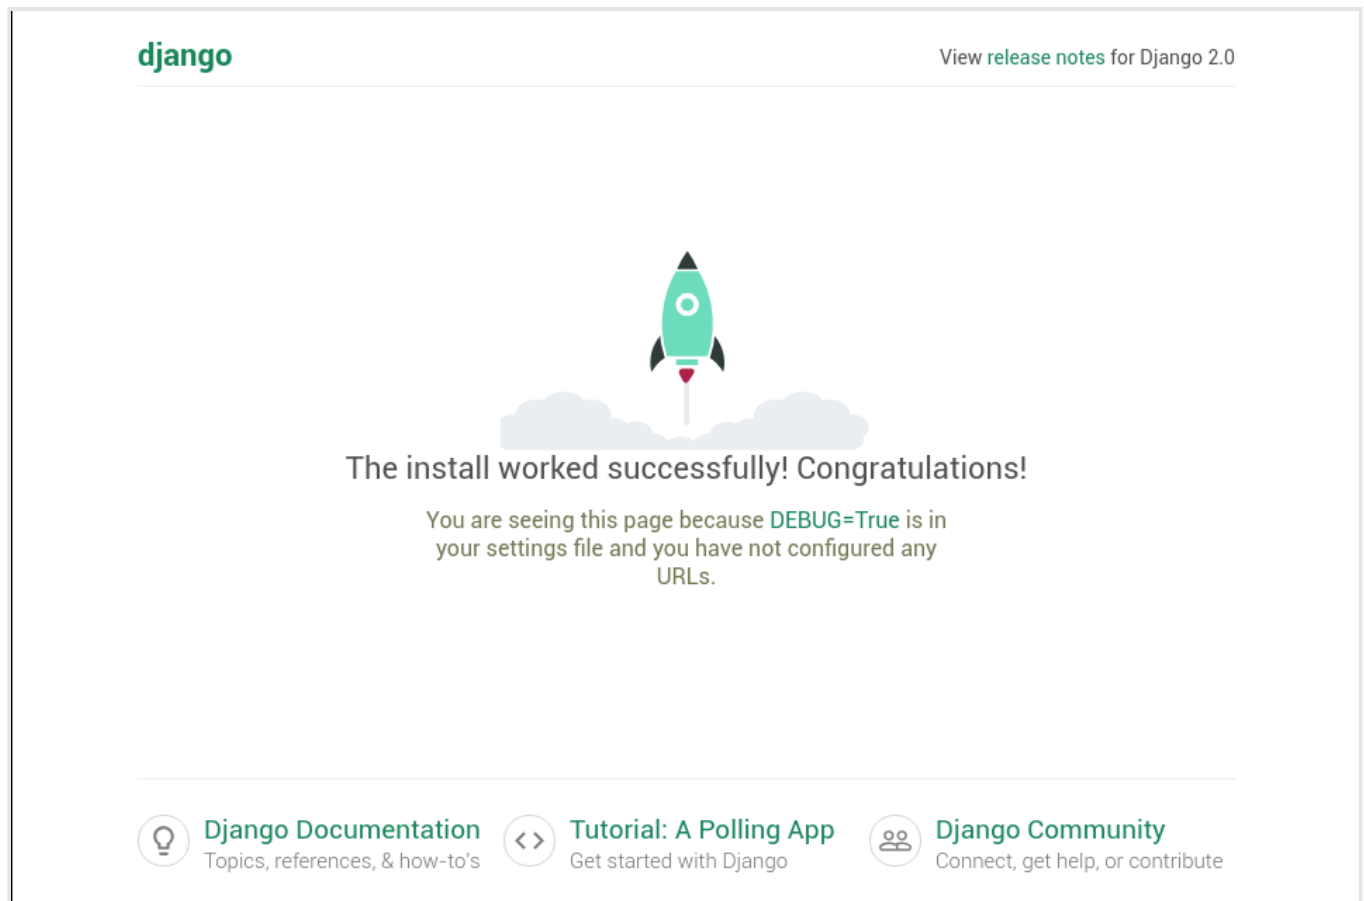 django
View release notes for Django 2.0
The install worked successfully! Congratulations!
You are seeing this page because DEBUG=True is in
your settings file and you have not configured any
URLs.
Django Documentation
Topics, references, & how-to's
Tutorial: A Polling App
Get started with Django
Django Community
Connect, get help, or contribute